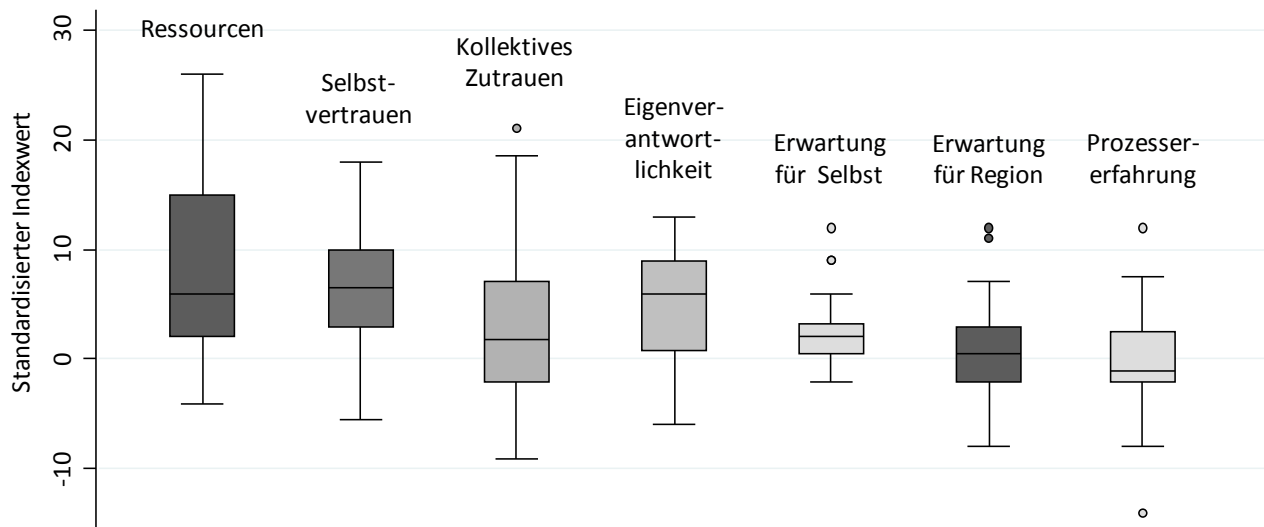 Standardisierter Indexwert
30
20
10
0
-10
Ressourcen
Selbst-
vertrauen
Kollektives
Zutrauen
Eigenver-
antwort-
lichkeit
Erwartung
für Selbst
Erwartung
für Region
Prozesser-
erfahrung